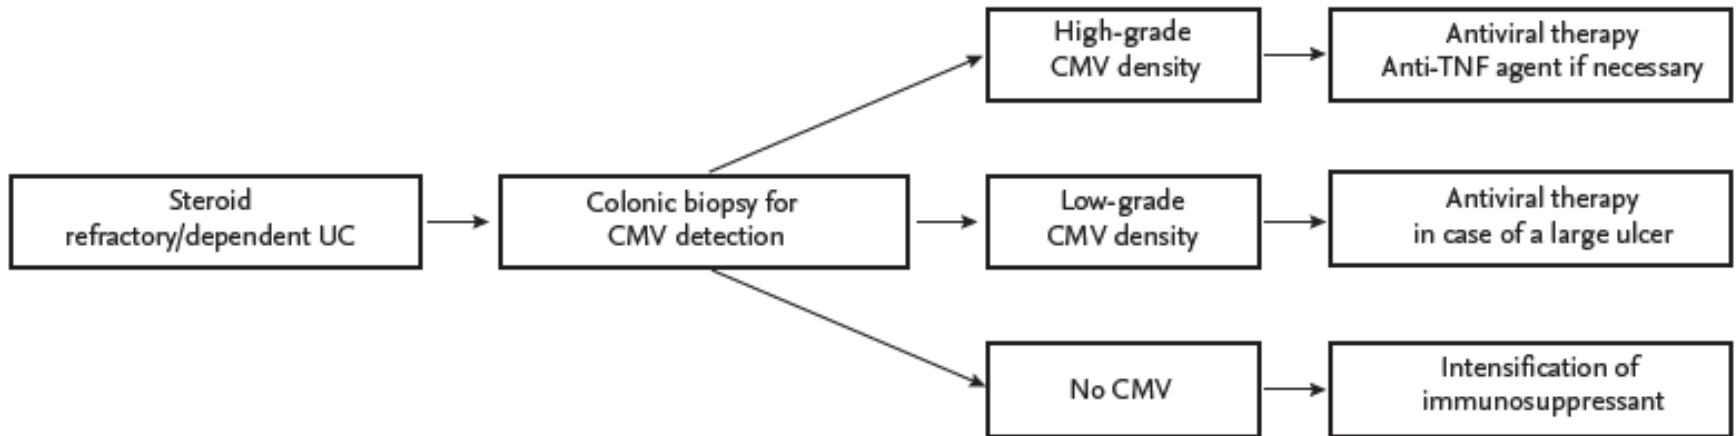 Steroid
refractory/dependent UC
Colonic biopsy for
CMV detection
High-grade
CMV density
Antiviral therapy
Anti-TNF agent if necessary
Low-grade
CMV density
Antiviral therapy
in case of a large ulcer
No CMV
Intensification of
immunosuppressant